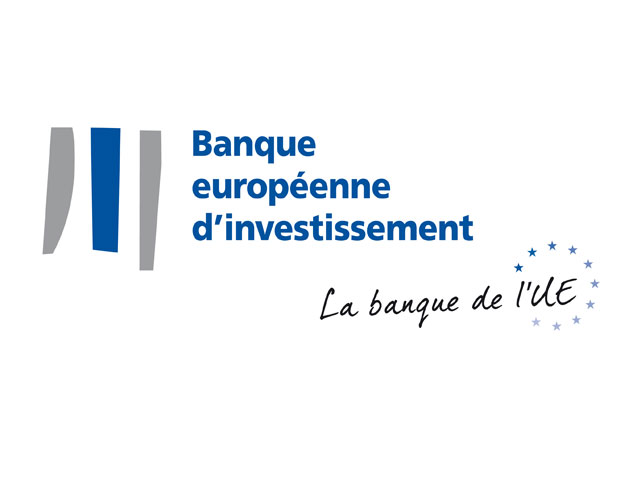 Banque
européenne
d'investissement
La banque de l'UE